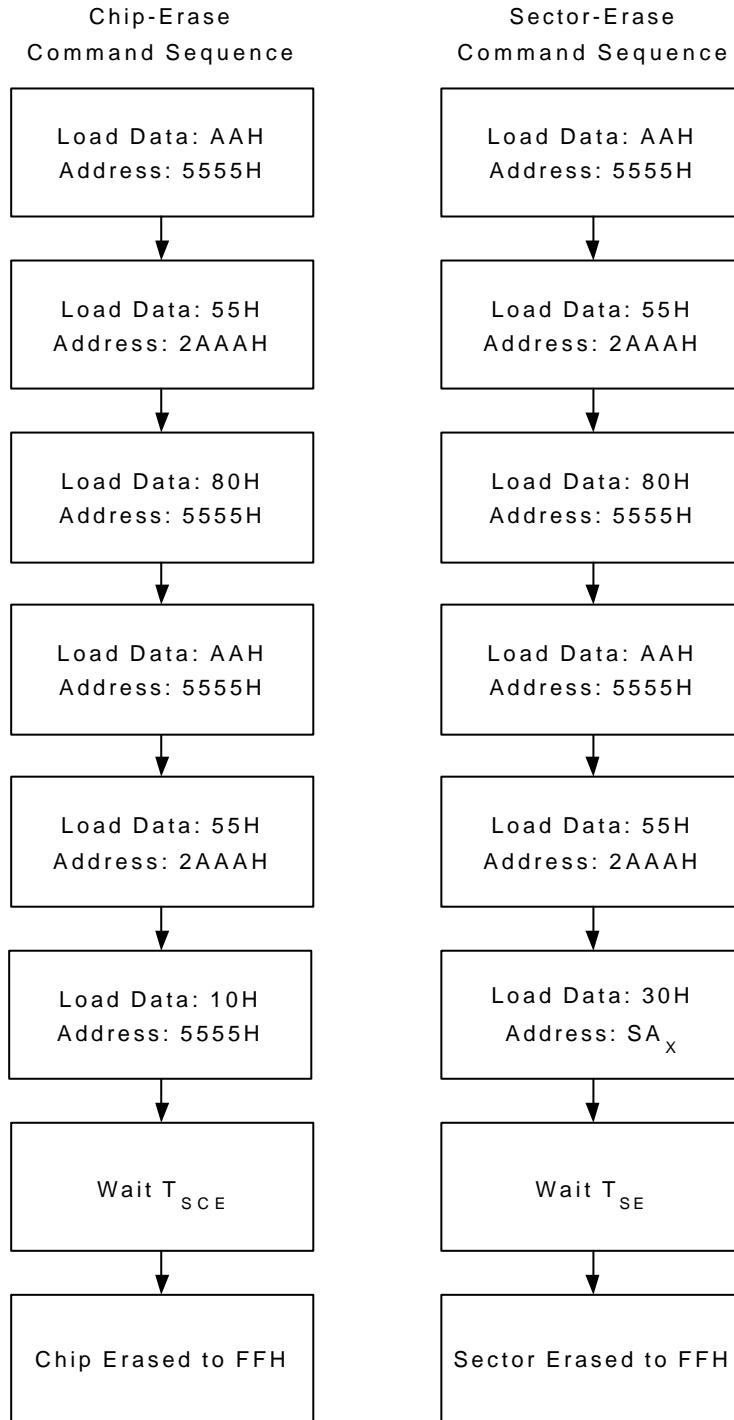 Chip-Erase
Command Sequence
Load Data: AAH
Address: 5555H
Load Data: 55H
Address: 2AAAH
Load Data: 80H
Address: 5555H
Load Data: AAH
Address: 5555H
Load Data: 55H
Address: 2AAAH
Load Data: 10H
Address: 5555H
Wait TSCE
Chip Erased to FFH
Sector-Erase
Command Sequence
Load Data: AAH
Address: 5555H
Load Data: 55H
Address: 2AAAH
Load Data: 80H
Address: 5555H
Load Data: AAH
Address: 5555H
Load Data: 55H
Address: 2AAAH
Load Data: 30H
Address: SAX
Wait TSE
Sector Erased to FFH